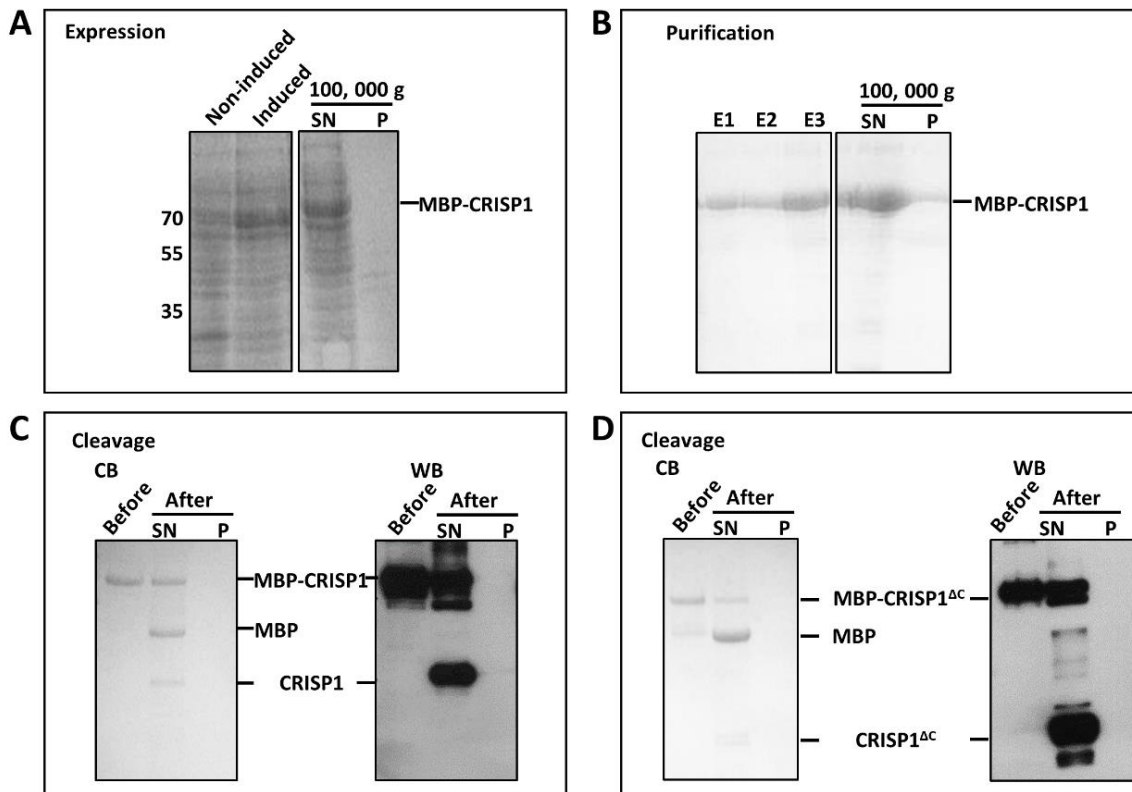 A
Expression
Non-induced
Induced
100, 000 g
SN P
MBP-CRISP1
70
55
35
B
Purification
100, 000 g
E1 E2 E3 SN P
MBP-CRISP1
C
Cleavage
CB WB
Before After Before After
SN P SN P
MBP-CRISP1
MBP
CRISP1
D
Cleavage
CB WB
Before After Before After
SN P SN P
MBP-CRISP1ΔC
MBP
CRISP1ΔC